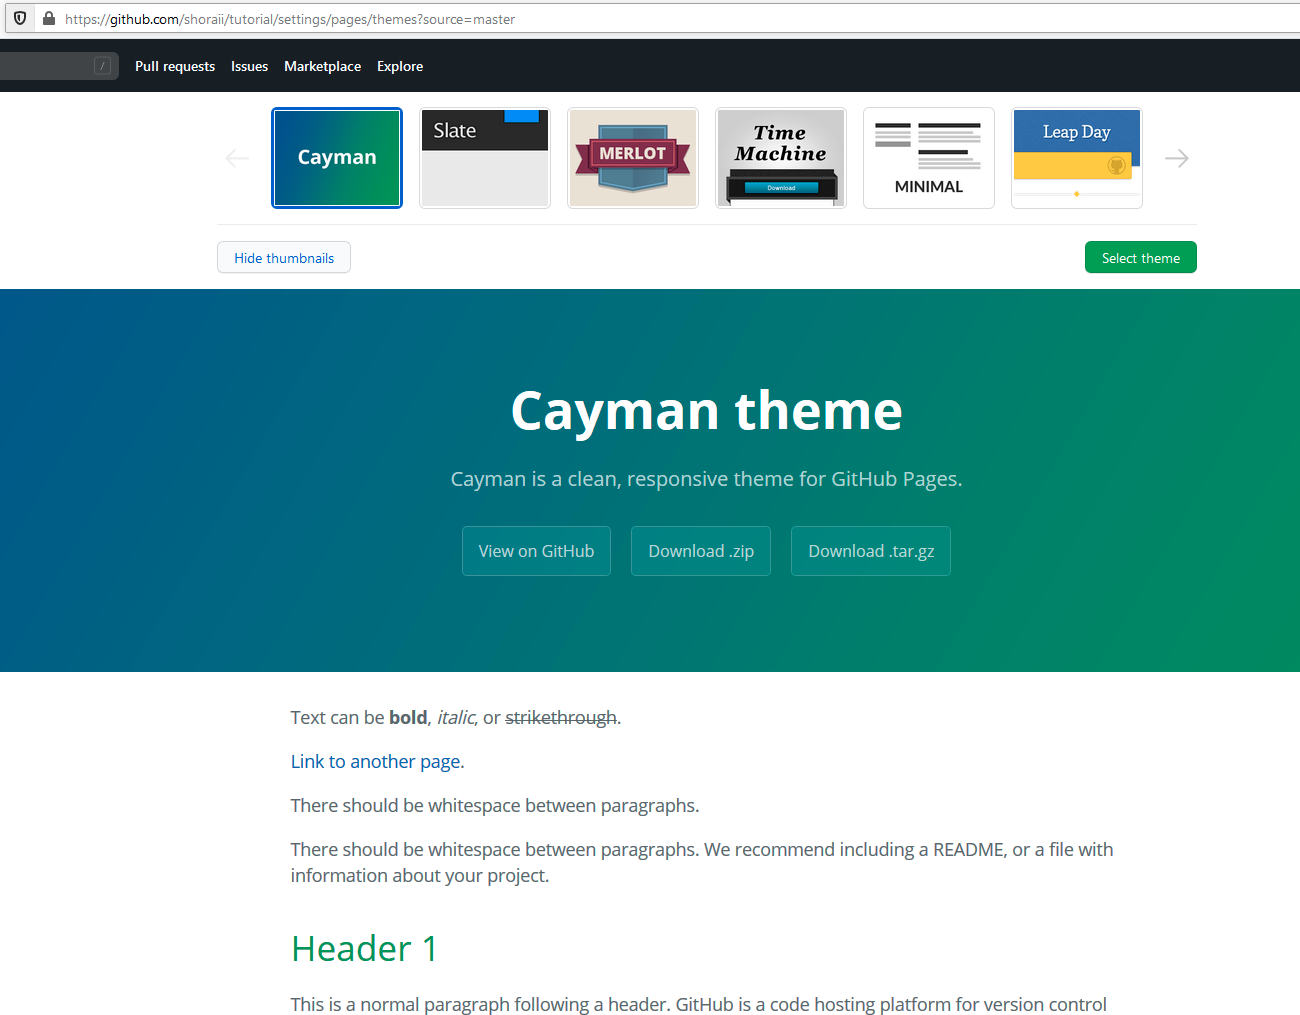 https://github.com/shoraii/tutorial/settings/pages/themes?source=master
/ Pull requests Issues Marketplace Explore
Cayman
Slate
MERLOT
Time
Machine
Download
MINIMAL
Leap Day
Hide thumbnails
Select theme
Cayman theme
Cayman is a clean, responsive theme for GitHub Pages.
View on GitHub
Download .zip
Download .tar.gz
Text can be bold, italic, or strikethrough.
Link to another page.
There should be whitespace between paragraphs.
There should be whitespace between paragraphs. We recommend including a README, or a file with
information about your project.
Header 1
This is a normal paragraph following a header. GitHub is a code hosting platform for version control